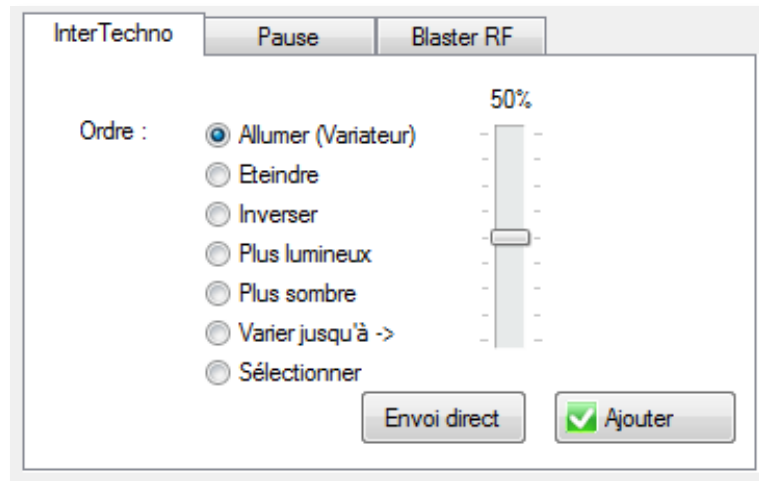 InterTechno
Pause
Blaster RF
50%
Ordre :
Allumer (Variateur)
Eteindre
Inverser
Plus lumineux
Plus sombre
Varier jusqu'à ->
Sélectionner
Envoi direct
Ajouter